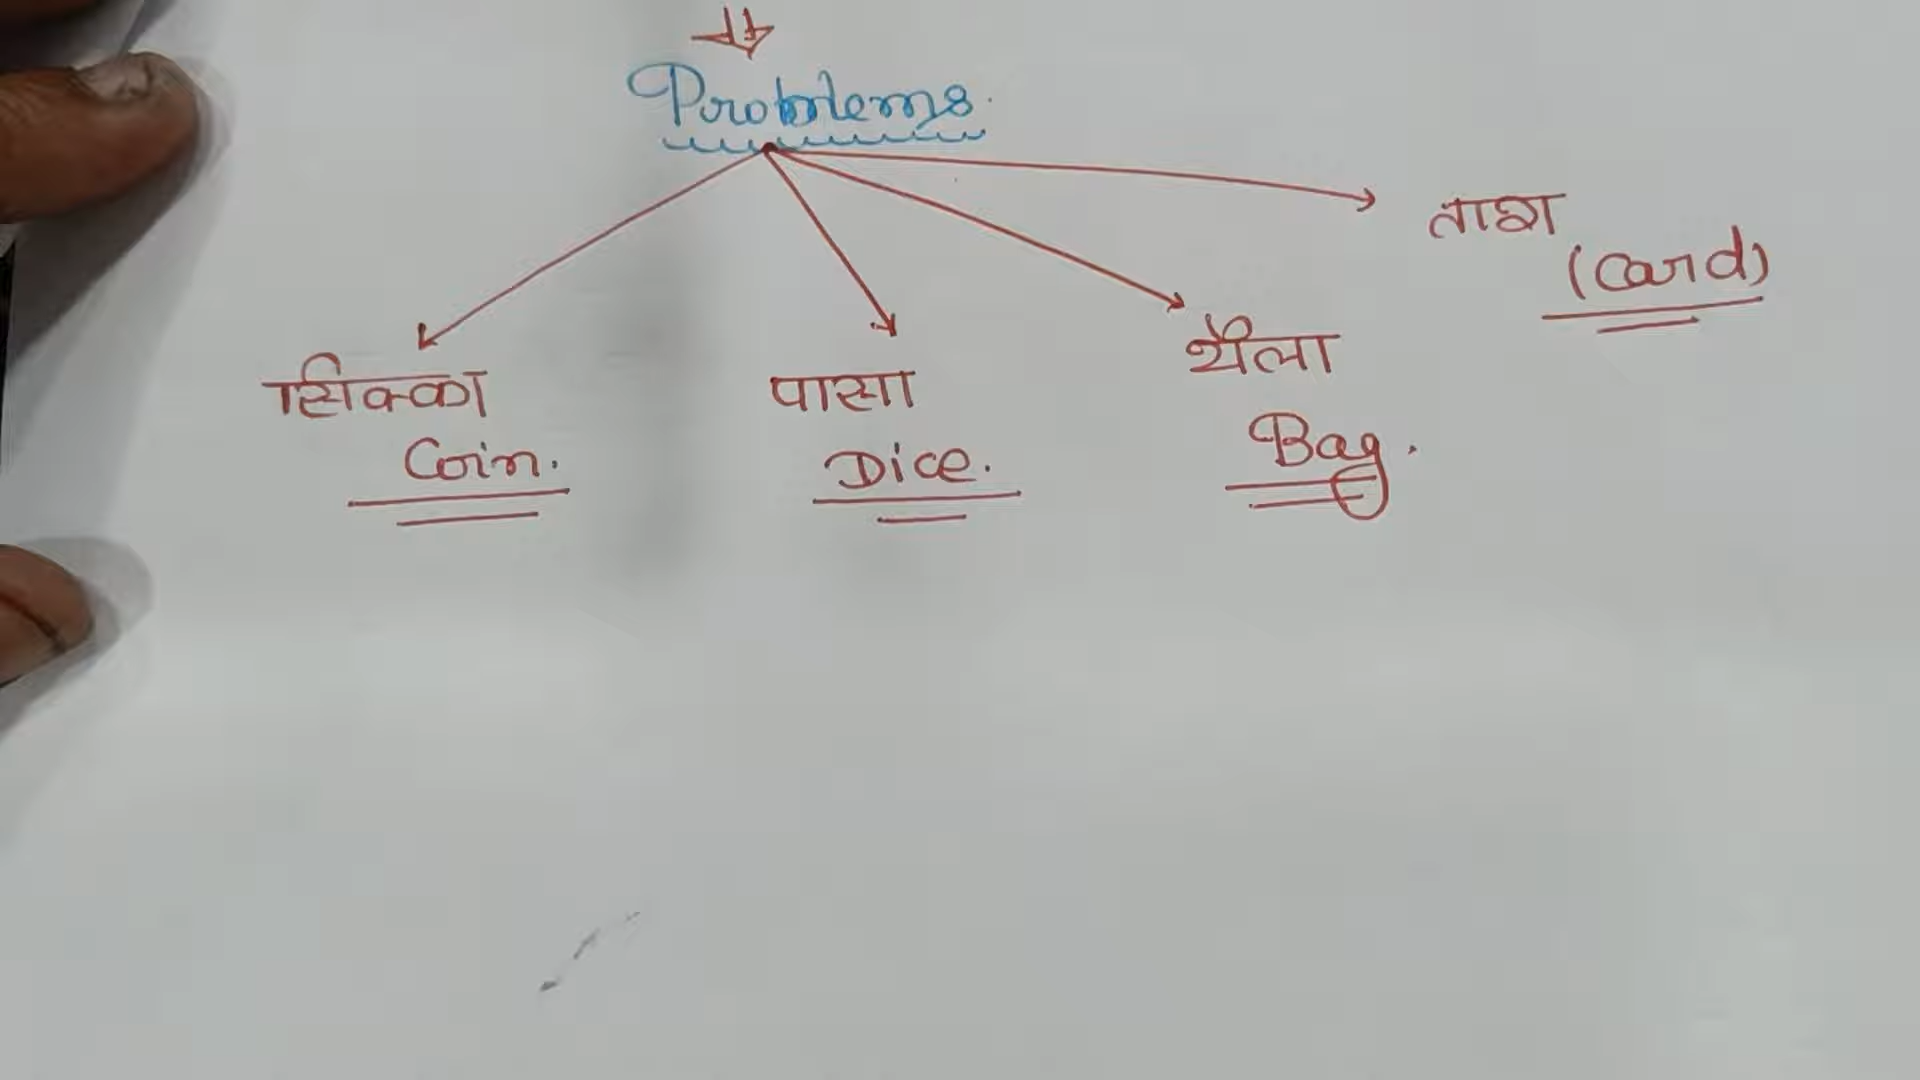 Problems.
सिक्का
Coin.
पासा
Dice.
थैला
Bag.
ताश
(Card)